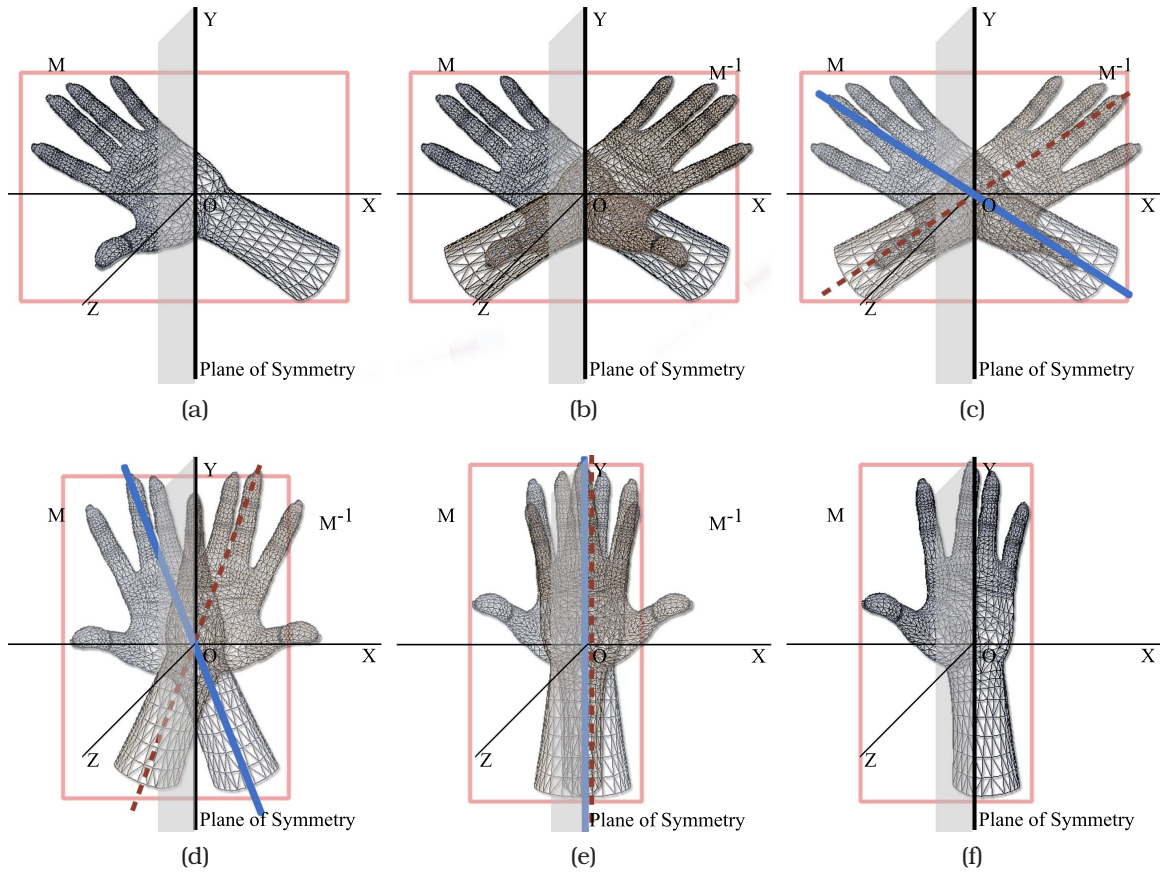 Y
M
O
X
Z
Plane of Symmetry
(a)
Y
M
M-1
O
X
Z
Plane of Symmetry
(b)
Y
M
M-1
O
X
Z
Plane of Symmetry
(c)
Y
M
M-1
O
X
Z
Plane of Symmetry
(d)
Y
M
M-1
O
X
Z
Plane of Symmetry
(e)
Y
M
O
X
Z
Plane of Symmetry
(f)